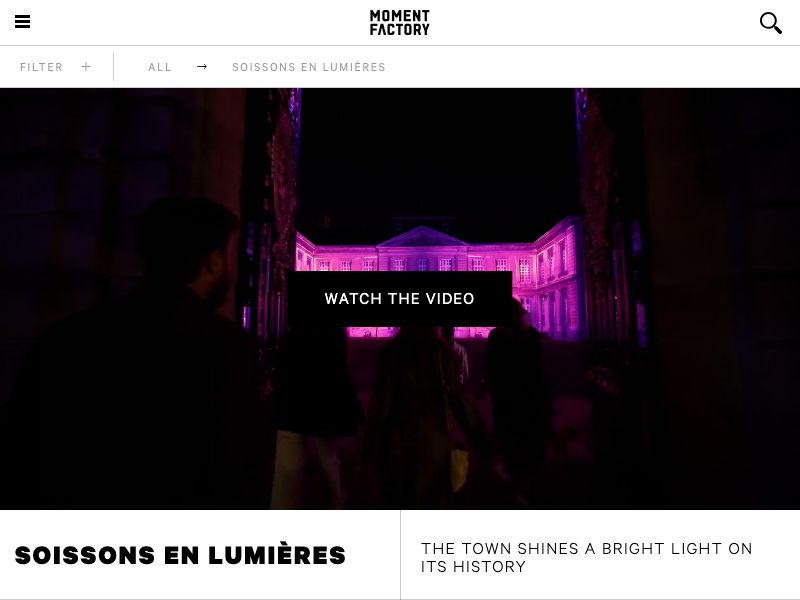 MOMENT
FACTORY
FILTER +
ALL → SOISSONS EN LUMIÈRES
WATCH THE VIDEO
SOISSONS EN LUMIÈRES
THE TOWN SHINES A BRIGHT LIGHT ON
ITS HISTORY